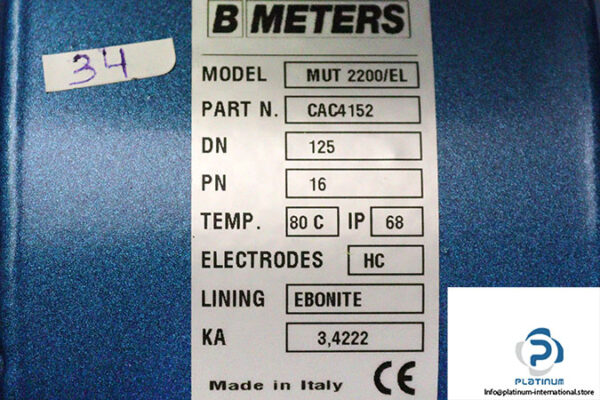 B METERS
34
MODEL MUT 2200/EL
PART N. CAC4152
DN 125
PN 16
TEMP. 80 C IP 68
ELECTRODES HC
LINING EBONITE
KA 3,4222
Made in Italy CE
PLATINUM
Info@platinum-international.store